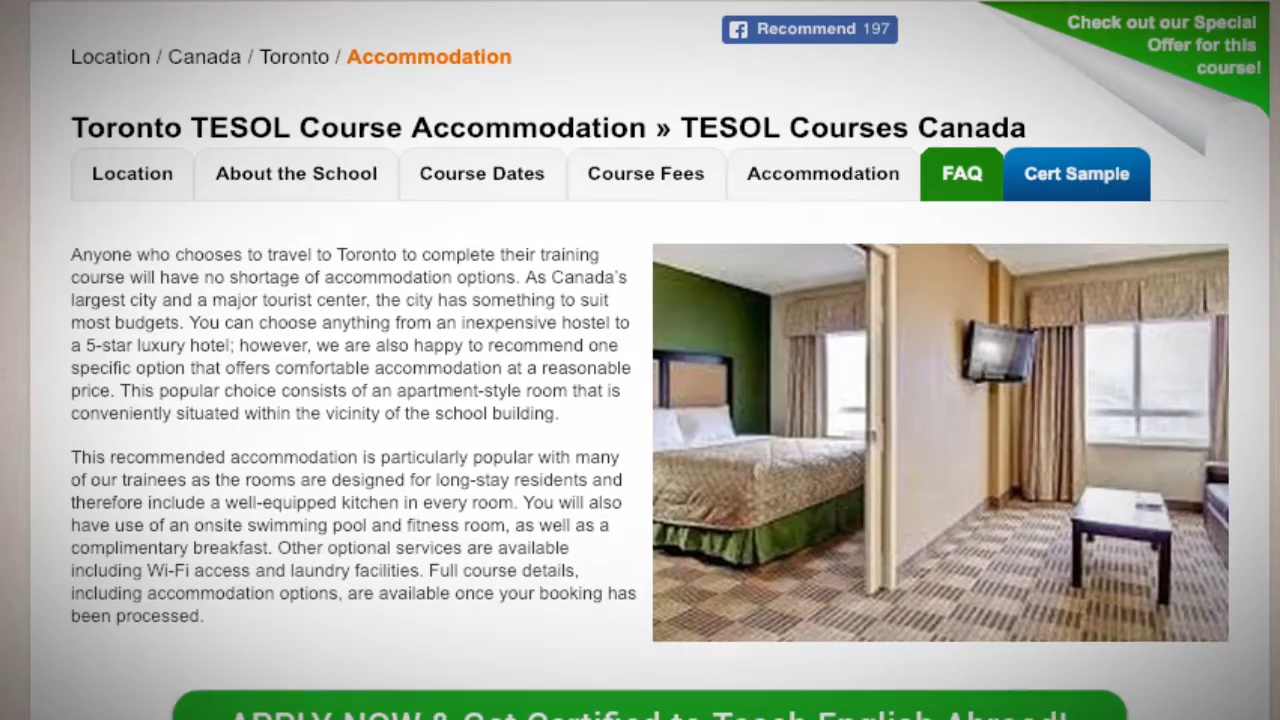 Recommend 197
Check out our Special
Offer for this
course!
Location / Canada / Toronto / Accommodation
Toronto TESOL Course Accommodation » TESOL Courses Canada
Location About the School Course Dates Course Fees Accommodation FAQ Cert Sample
Anyone who chooses to travel to Toronto to complete their training
course will have no shortage of accommodation options. As Canada's
largest city and a major tourist center, the city has something to suit
most budgets. You can choose anything from an inexpensive hostel to
a 5-star luxury hotel; however, we are also happy to recommend one
specific option that offers comfortable accommodation at a reasonable
price. This popular choice consists of an apartment-style room that is
conveniently situated within the vicinity of the school building.
This recommended accommodation is particularly popular with many
of our trainees as the rooms are designed for long-stay residents and
therefore include a well-equipped kitchen in every room. You will also
have use of an onsite swimming pool and fitness room, as well as a
complimentary breakfast. Other optional services are available
including Wi-Fi access and laundry facilities. Full course details,
including accommodation options, are available once your booking has
been processed.
APPLY NOW & Get Certified to Teach English Abroad!